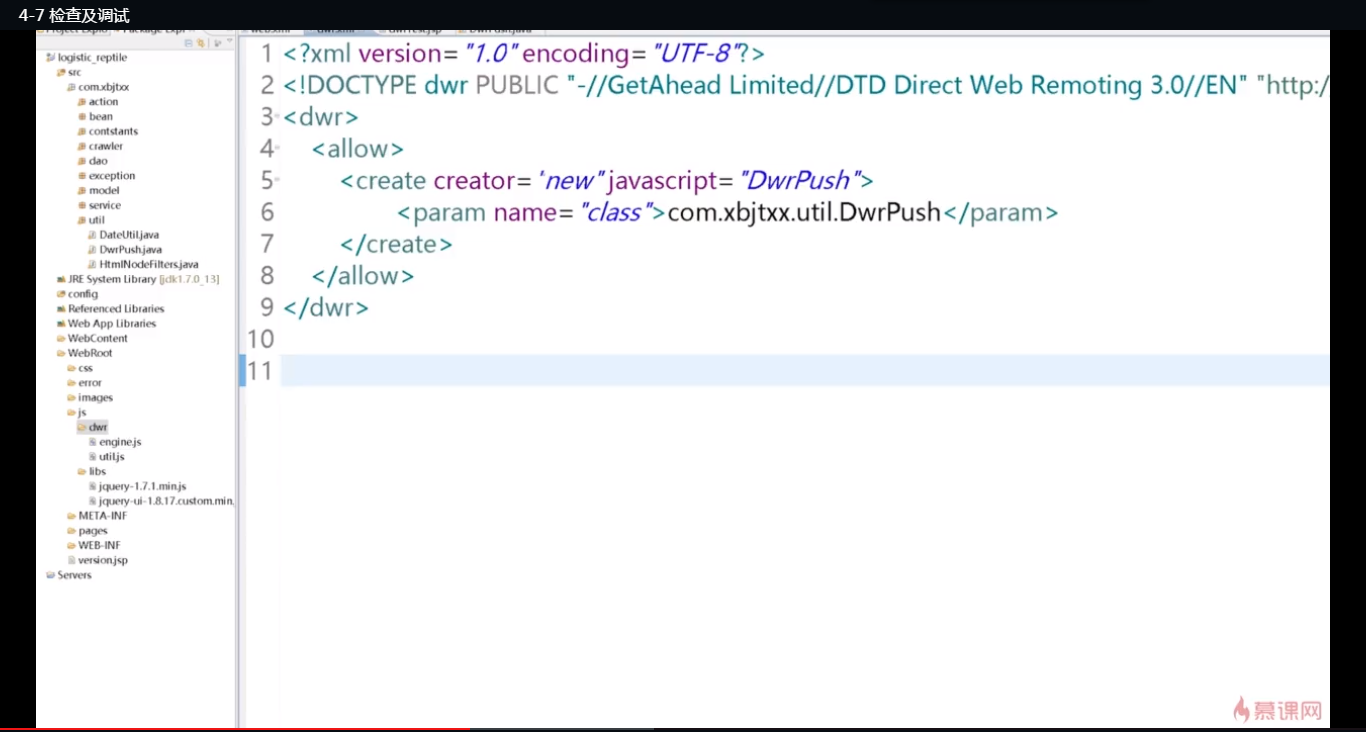 4-7 检查及调试
logistic_reptile
src
com.xbjtxx
action
bean
contstants
crawler
dao
exception
model
service
util
DateUtil.java
DwrPush.java
HtmlNodeFilters.java
JRE System Library [jdk1.7.0_13]
config
Referenced Libraries
Web App Libraries
WebContent
WebRoot
css
error
images
js
dwr
engine.js
util.js
libs
jquery-1.7.1.min.js
jquery-ui-1.8.17.custom.min.
META-INF
pages
WEB-INF
version.jsp
Servers
1 <?xml version="1.0" encoding="UTF-8"?>
2 <!DOCTYPE dwr PUBLIC "-//GetAhead Limited//DTD Direct Web Remoting 3.0//EN" "http:/
3 <dwr>
4 <allow>
5 <create creator='new" javascript="DwrPush">
6 <param name="class">com.xbjtxx.util.DwrPush</param>
7 </create>
8 </allow>
9 </dwr>
10
11
慕课网